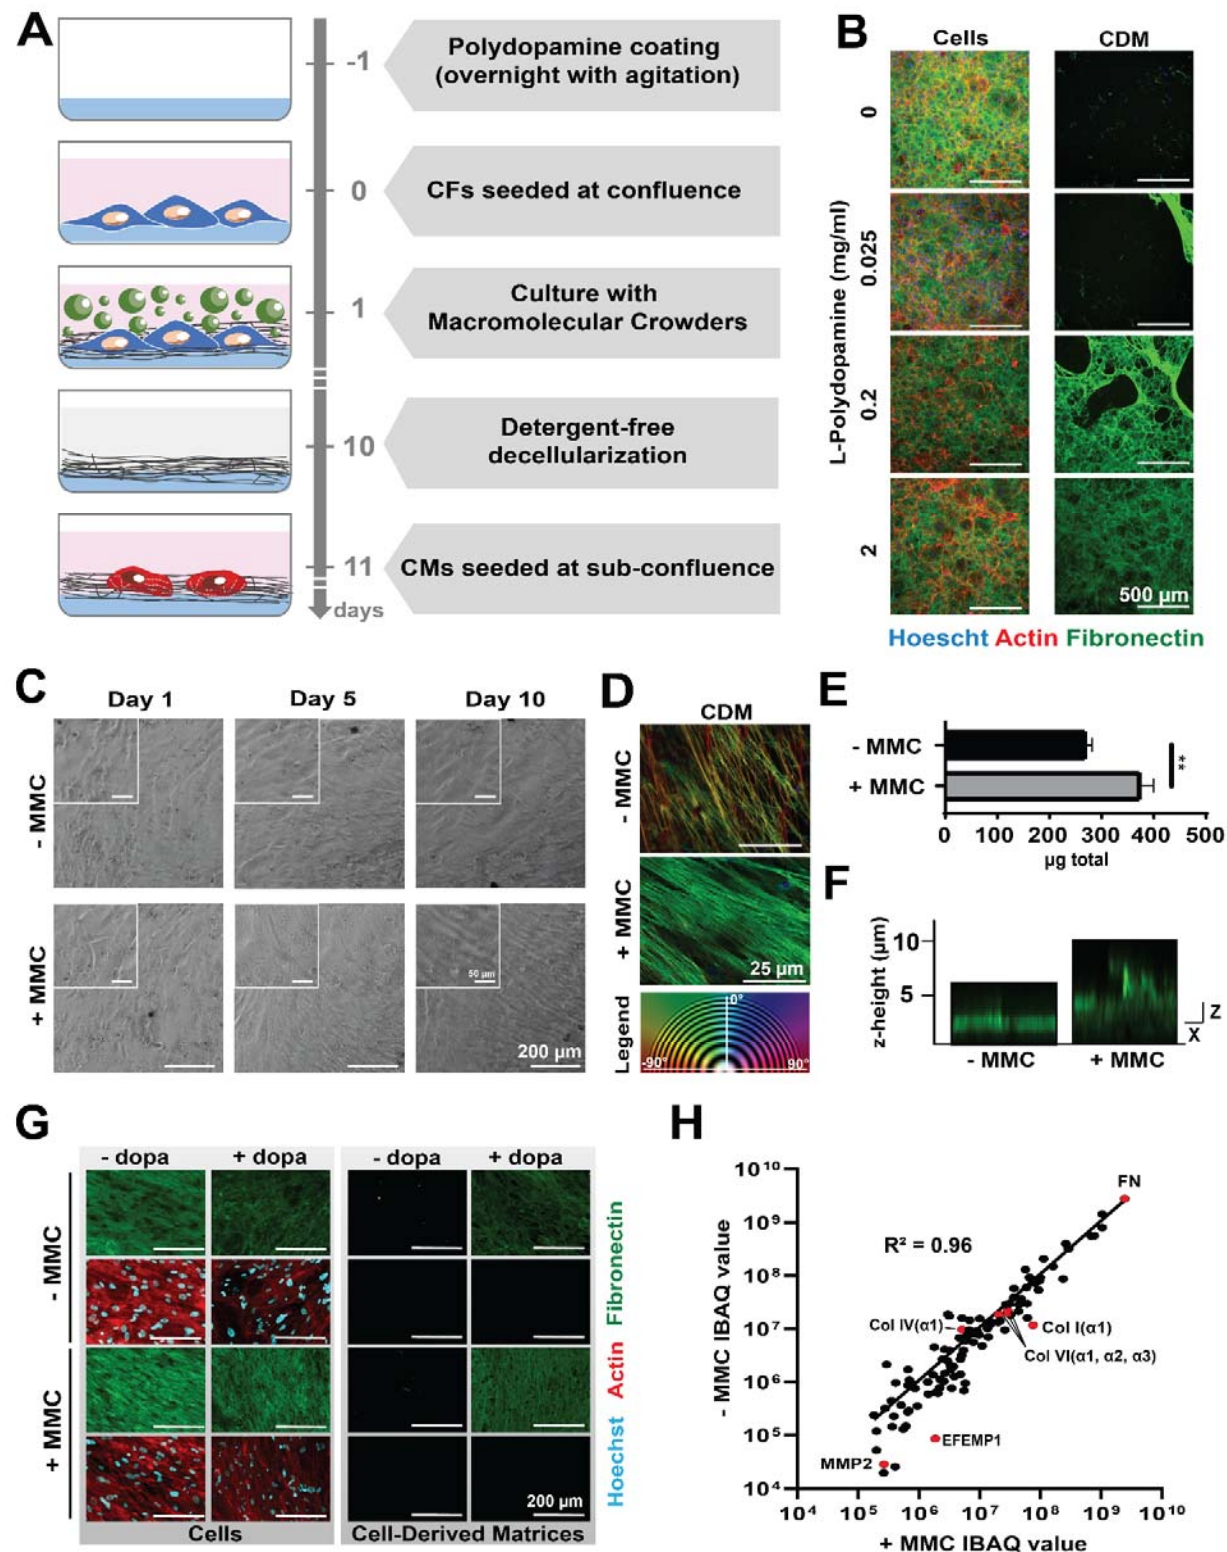 A
-1
Polydopamine coating
(overnight with agitation)
0
CFs seeded at confluence
1
Culture with
Macromolecular Crowders
10
Detergent-free
decellularization
11
CMs seeded at sub-confluence
days
B
Cells
CDM
L-Polydopamine (mg/ml)
0
0.025
0.2
2
500 µm
Hoescht Actin Fibronectin
C
Day 1
Day 5
Day 10
- MMC
+ MMC
50 µm
200 µm
D
CDM
- MMC
+ MMC
25 µm
Legend
0°
-90°
90°
E
- MMC
+ MMC
**
0 100 200 300 400 500
µg total
F
z-height (µm)
10
5
Z
X
- MMC
+ MMC
G
- dopa
+ dopa
- dopa
+ dopa
- MMC
+ MMC
200 µm
Cells
Cell-Derived Matrices
Hoechst Actin Fibronectin
H
- MMC IBAQ value
10¹⁰
10⁹
10⁸
10⁷
10⁶
10⁵
10⁴
R² = 0.96
FN
Col IV(α1)
Col I(α1)
Col VI(α1, α2, α3)
EFEMP1
MMP2
10⁴ 10⁵ 10⁶ 10⁷ 10⁸ 10⁹ 10¹⁰
+ MMC IBAQ value